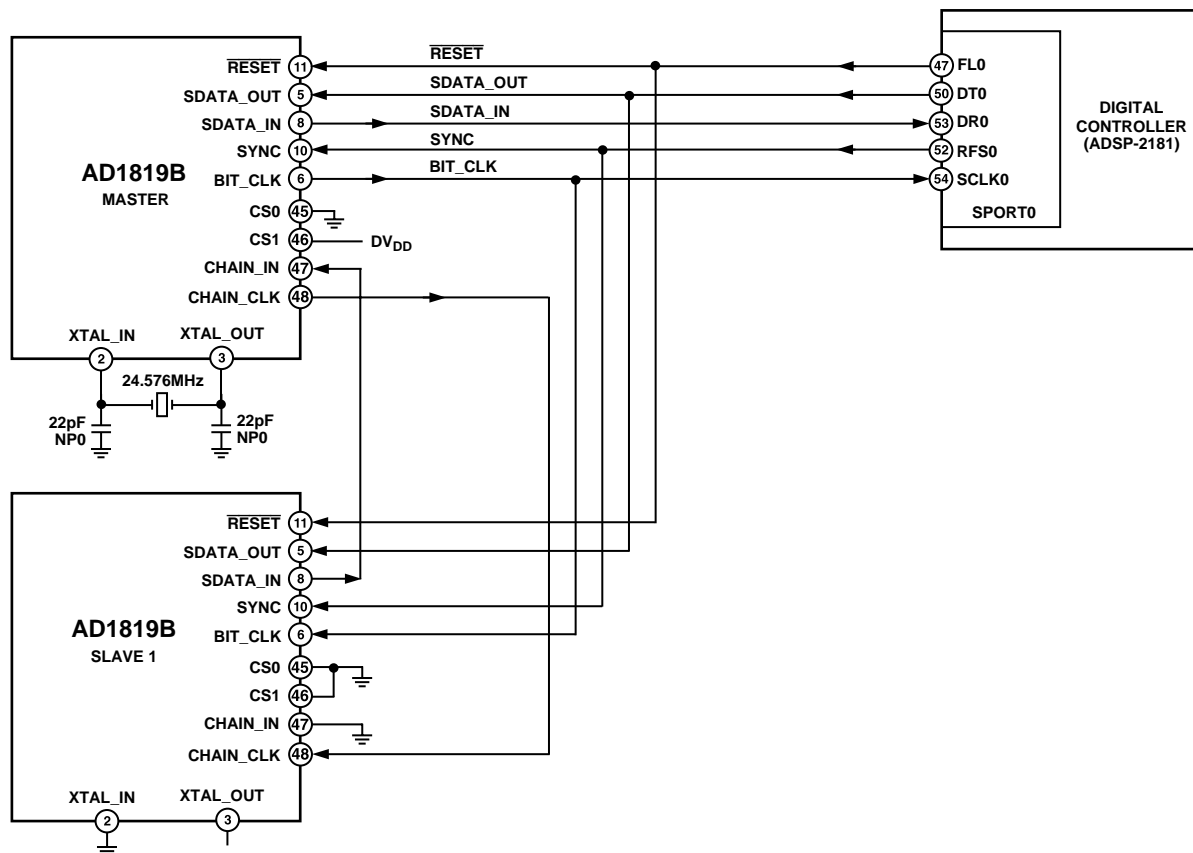 AD1819B
MASTER
RESET 11
SDATA_OUT 5
SDATA_IN 8
SYNC 10
BIT_CLK 6
CS0 45
CS1 46
DV_DD
CHAIN_IN 47
CHAIN_CLK 48
XTAL_IN
2
XTAL_OUT
3
24.576MHz
22pF
NP0
22pF
NP0
RESET
SDATA_OUT
SDATA_IN
SYNC
BIT_CLK
47 FL0
50 DT0
53 DR0
52 RFS0
54 SCLK0
SPORT0
DIGITAL
CONTROLLER
(ADSP-2181)
AD1819B
SLAVE 1
RESET 11
SDATA_OUT 5
SDATA_IN 8
SYNC 10
BIT_CLK 6
CS0 45
CS1 46
CHAIN_IN 47
CHAIN_CLK 48
XTAL_IN
2
XTAL_OUT
3